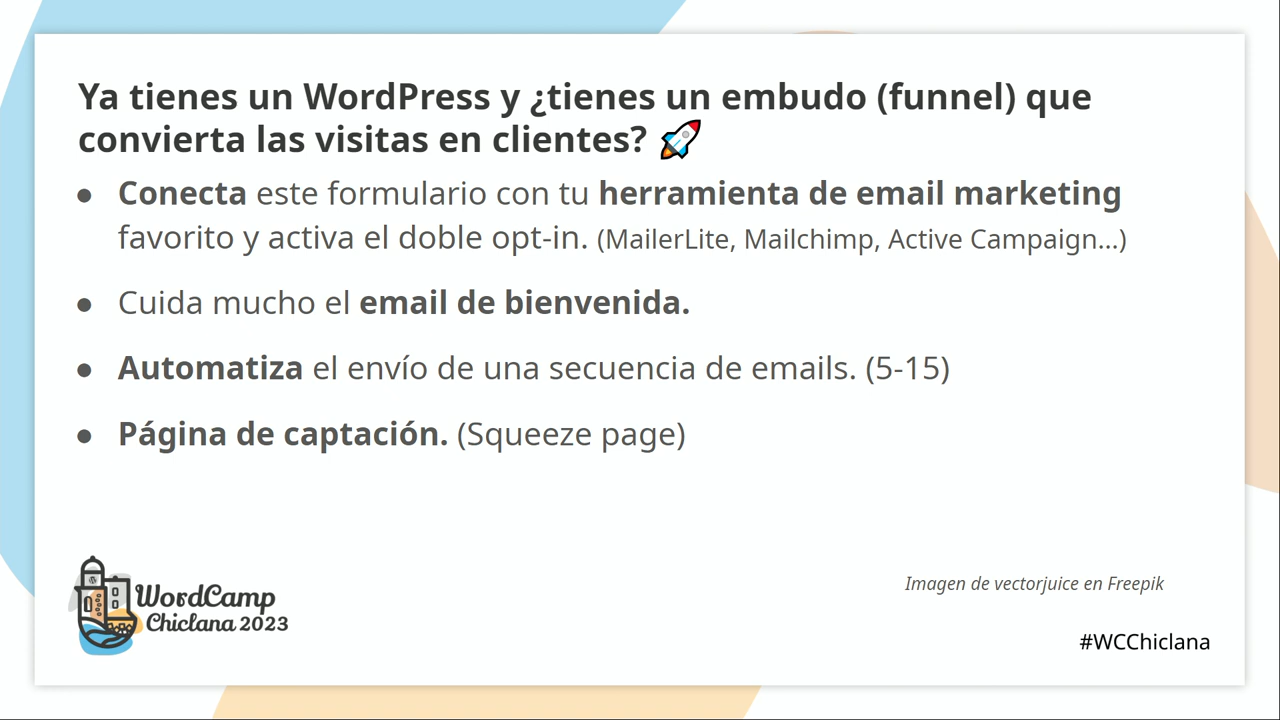 Ya tienes un WordPress y ¿tienes un embudo (funnel) que
convierta las visitas en clientes? 🚀
● Conecta este formulario con tu herramienta de email marketing
favorito y activa el doble opt-in. (MailerLite, Mailchimp, Active Campaign...)
● Cuida mucho el email de bienvenida.
● Automatiza el envío de una secuencia de emails. (5-15)
● Página de captación. (Squeeze page)
WordCamp
Chiclana 2023
Imagen de vectorjuice en Freepik
#WCChiclana